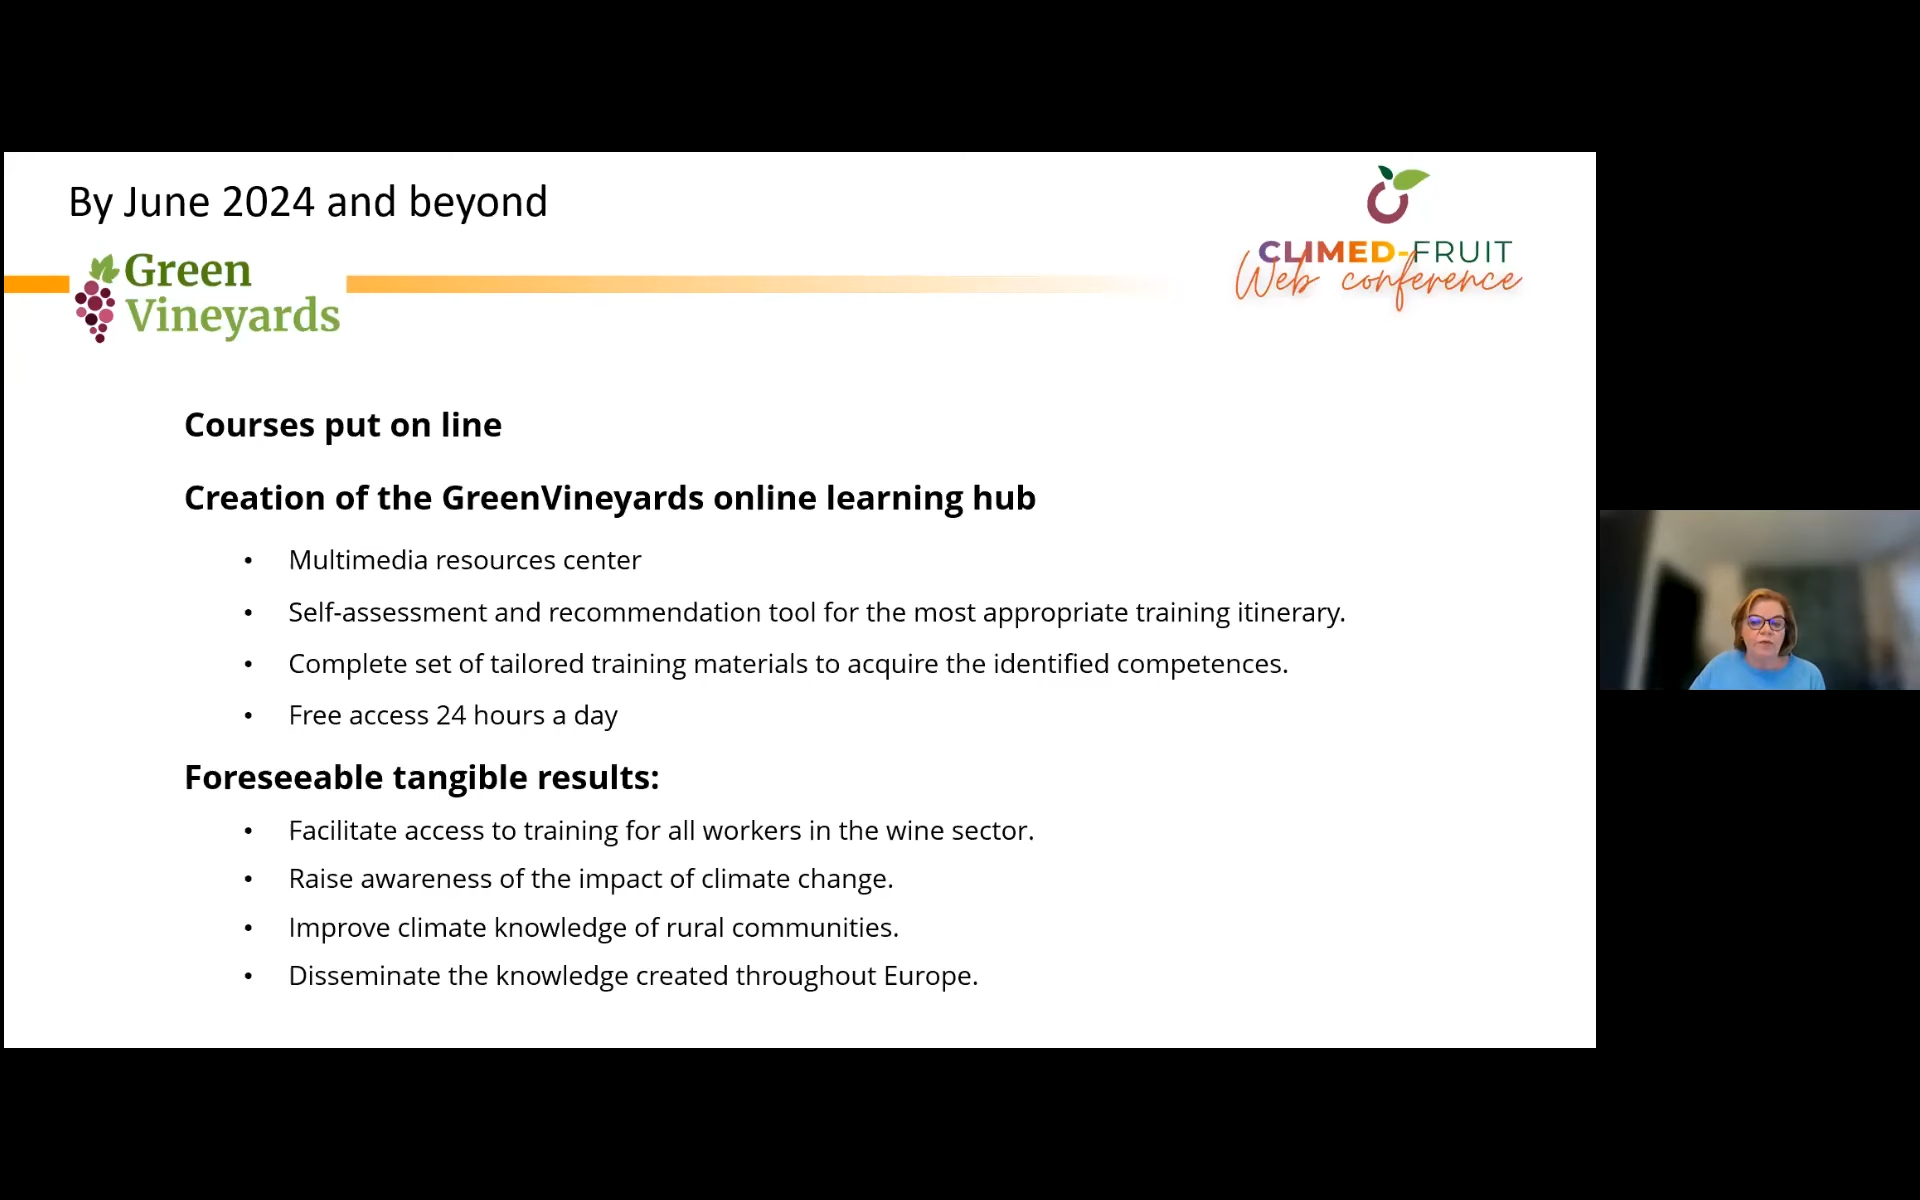 By June 2024 and beyond
Green
Vineyards
CLIMED-FRUIT
Web conference
Courses put on line
Creation of the GreenVineyards online learning hub
• Multimedia resources center
• Self-assessment and recommendation tool for the most appropriate training itinerary.
• Complete set of tailored training materials to acquire the identified competences.
• Free access 24 hours a day
Foreseeable tangible results:
• Facilitate access to training for all workers in the wine sector.
• Raise awareness of the impact of climate change.
• Improve climate knowledge of rural communities.
• Disseminate the knowledge created throughout Europe.